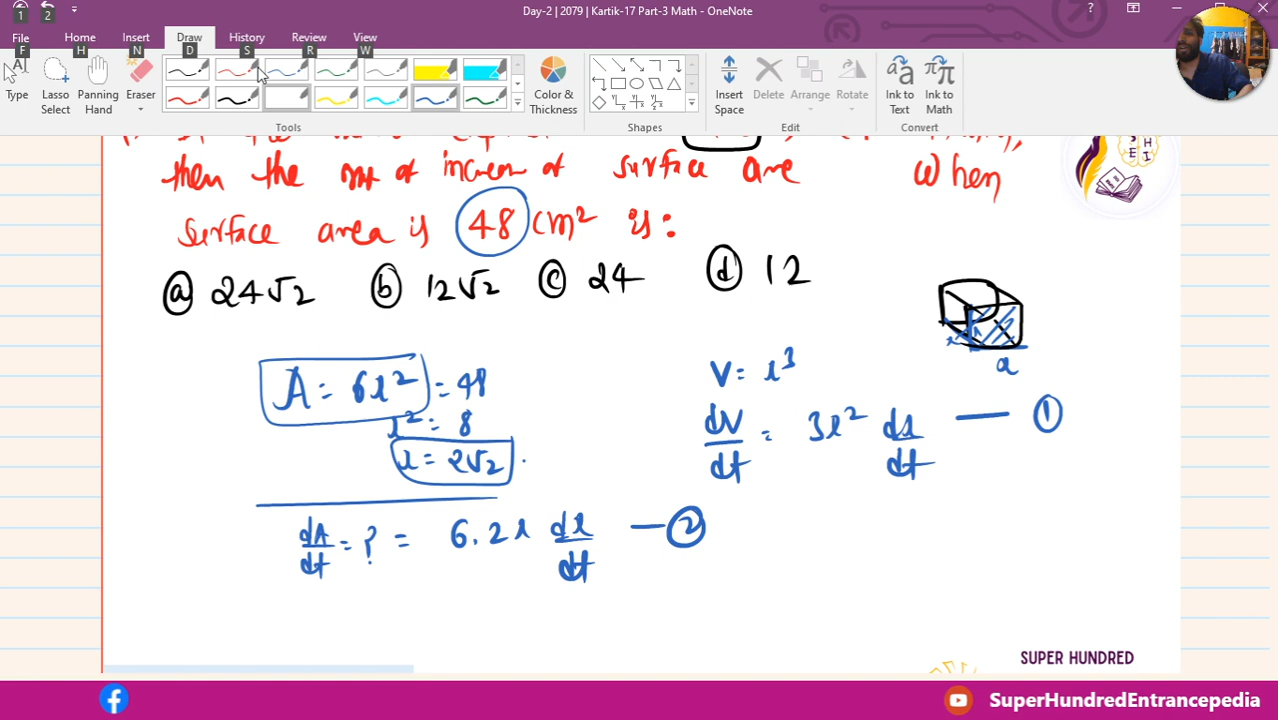 1 2
Day-2 | 2079 | Kartik-17 Part-3 Math - OneNote
?
File Home Insert Draw History Review View
F H N D S R W
Type Lasso Select Panning Hand Eraser Color & Thickness Insert Space Delete Arrange Rotate Ink to Text Ink to Math
Tools Shapes Edit Convert
then the of increase of surface are When
surface area is 48 cm² is:
ⓐ 24√2 ⓑ 12√2 ⓒ 24 ⓓ 12
A = 6l² = 48
l² = 8
l = 2√2
V = l³
dV/dt = 3l² dl/dt — ①
a
dA/dt = ? = 6.2l dl/dt — ②
SUPER HUNDRED
SuperHundredEntrancepedia